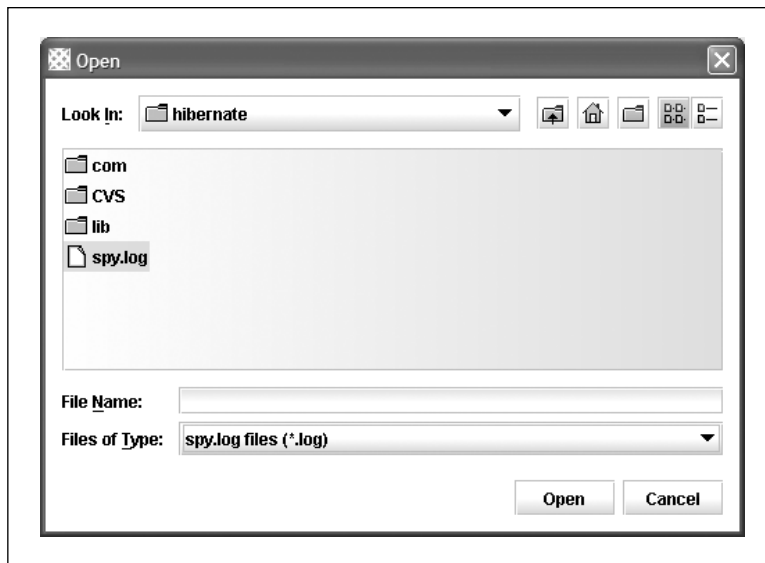 Open
Look In: hibernate
com
CVS
lib
spy.log
File Name:
Files of Type: spy.log files (*.log)
Open Cancel